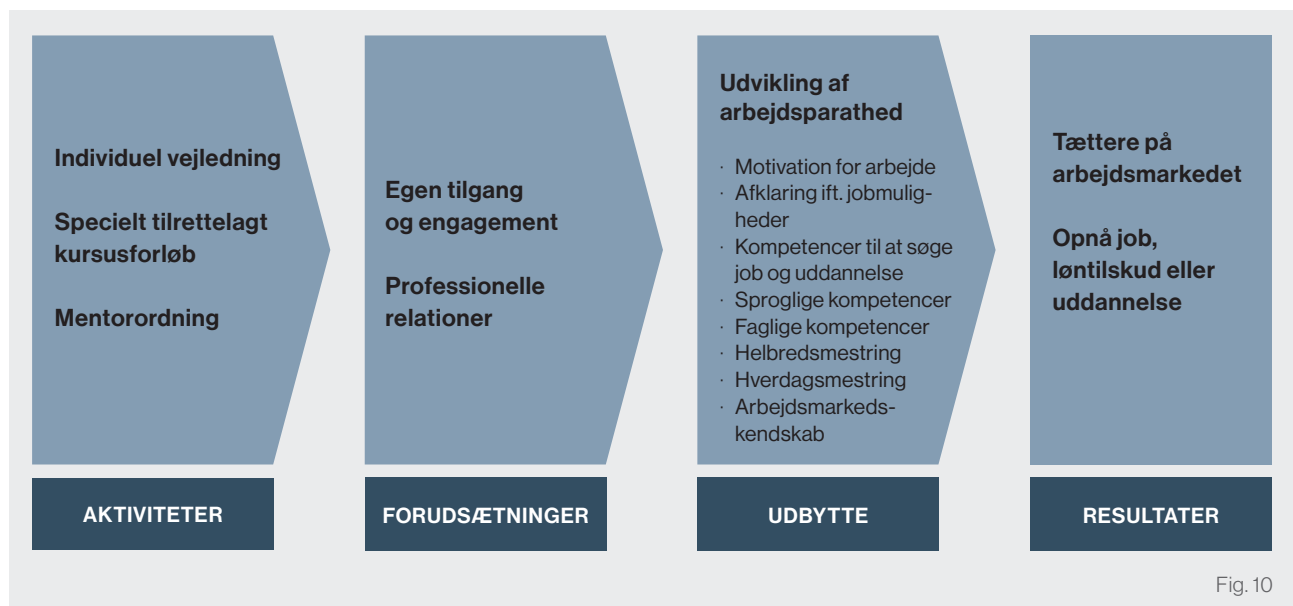 Individuel vejledning
Specielt tilrettelagt
kursusforløb
Mentorordning
AKTIVITETER
Egen tilgang
og engagement
Professionelle
relationer
FORUDSÆTNINGER
Udvikling af
arbejdsparathed
· Motivation for arbejde
· Afklaring ift. jobmulig-
heder
· Kompetencer til at søge
job og uddannelse
· Sproglige kompetencer
· Faglige kompetencer
· Helbredsmestring
· Hverdagsmestring
· Arbejdsmarkeds-
kendskab
UDBYTTE
Tættere på
arbejdsmarkedet
Opnå job,
løntilskud eller
uddannelse
RESULTATER
Fig. 10